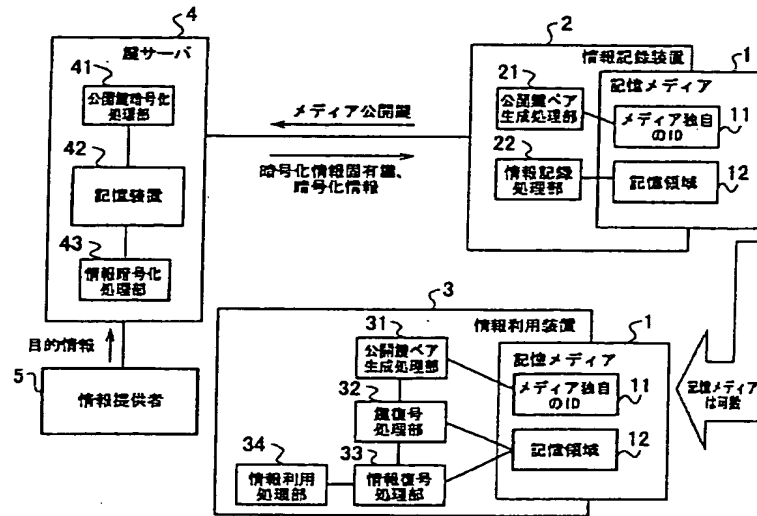 4
鍵サーバ
41
公開鍵暗号化
処理部
42
記憶装置
43
情報暗号化
処理部
目的情報
5
情報提供者
メディア公開鍵
暗号化情報固有鍵、
暗号化情報
2
情報記録装置
21
公開鍵ペア
生成処理部
22
情報記録
処理部
1
記憶メディア
メディア独自
のID
11
記憶領域
12
3
情報利用装置
31
公開鍵ペア
生成処理部
32
鍵復号
処理部
33
情報復号
処理部
34
情報利用
処理部
1
記憶メディア
メディア独自
のID
11
記憶領域
12
記憶メディア
は可動